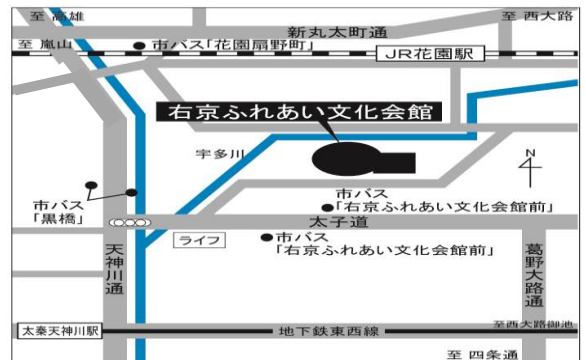 至 高雄
新丸太町通
至 西大路
至 嵐山
市バス「花園扇野町」
JR花園駅
右京ふれあい文化会館
宇多川
N
市バス
「黒橋」
市バス
「右京ふれあい文化会館前」
太子道
ライフ
市バス
「右京ふれあい文化会館前」
天神川通
葛野大路通
太秦天神川駅
地下鉄東西線
至西大路御池
至 四条通